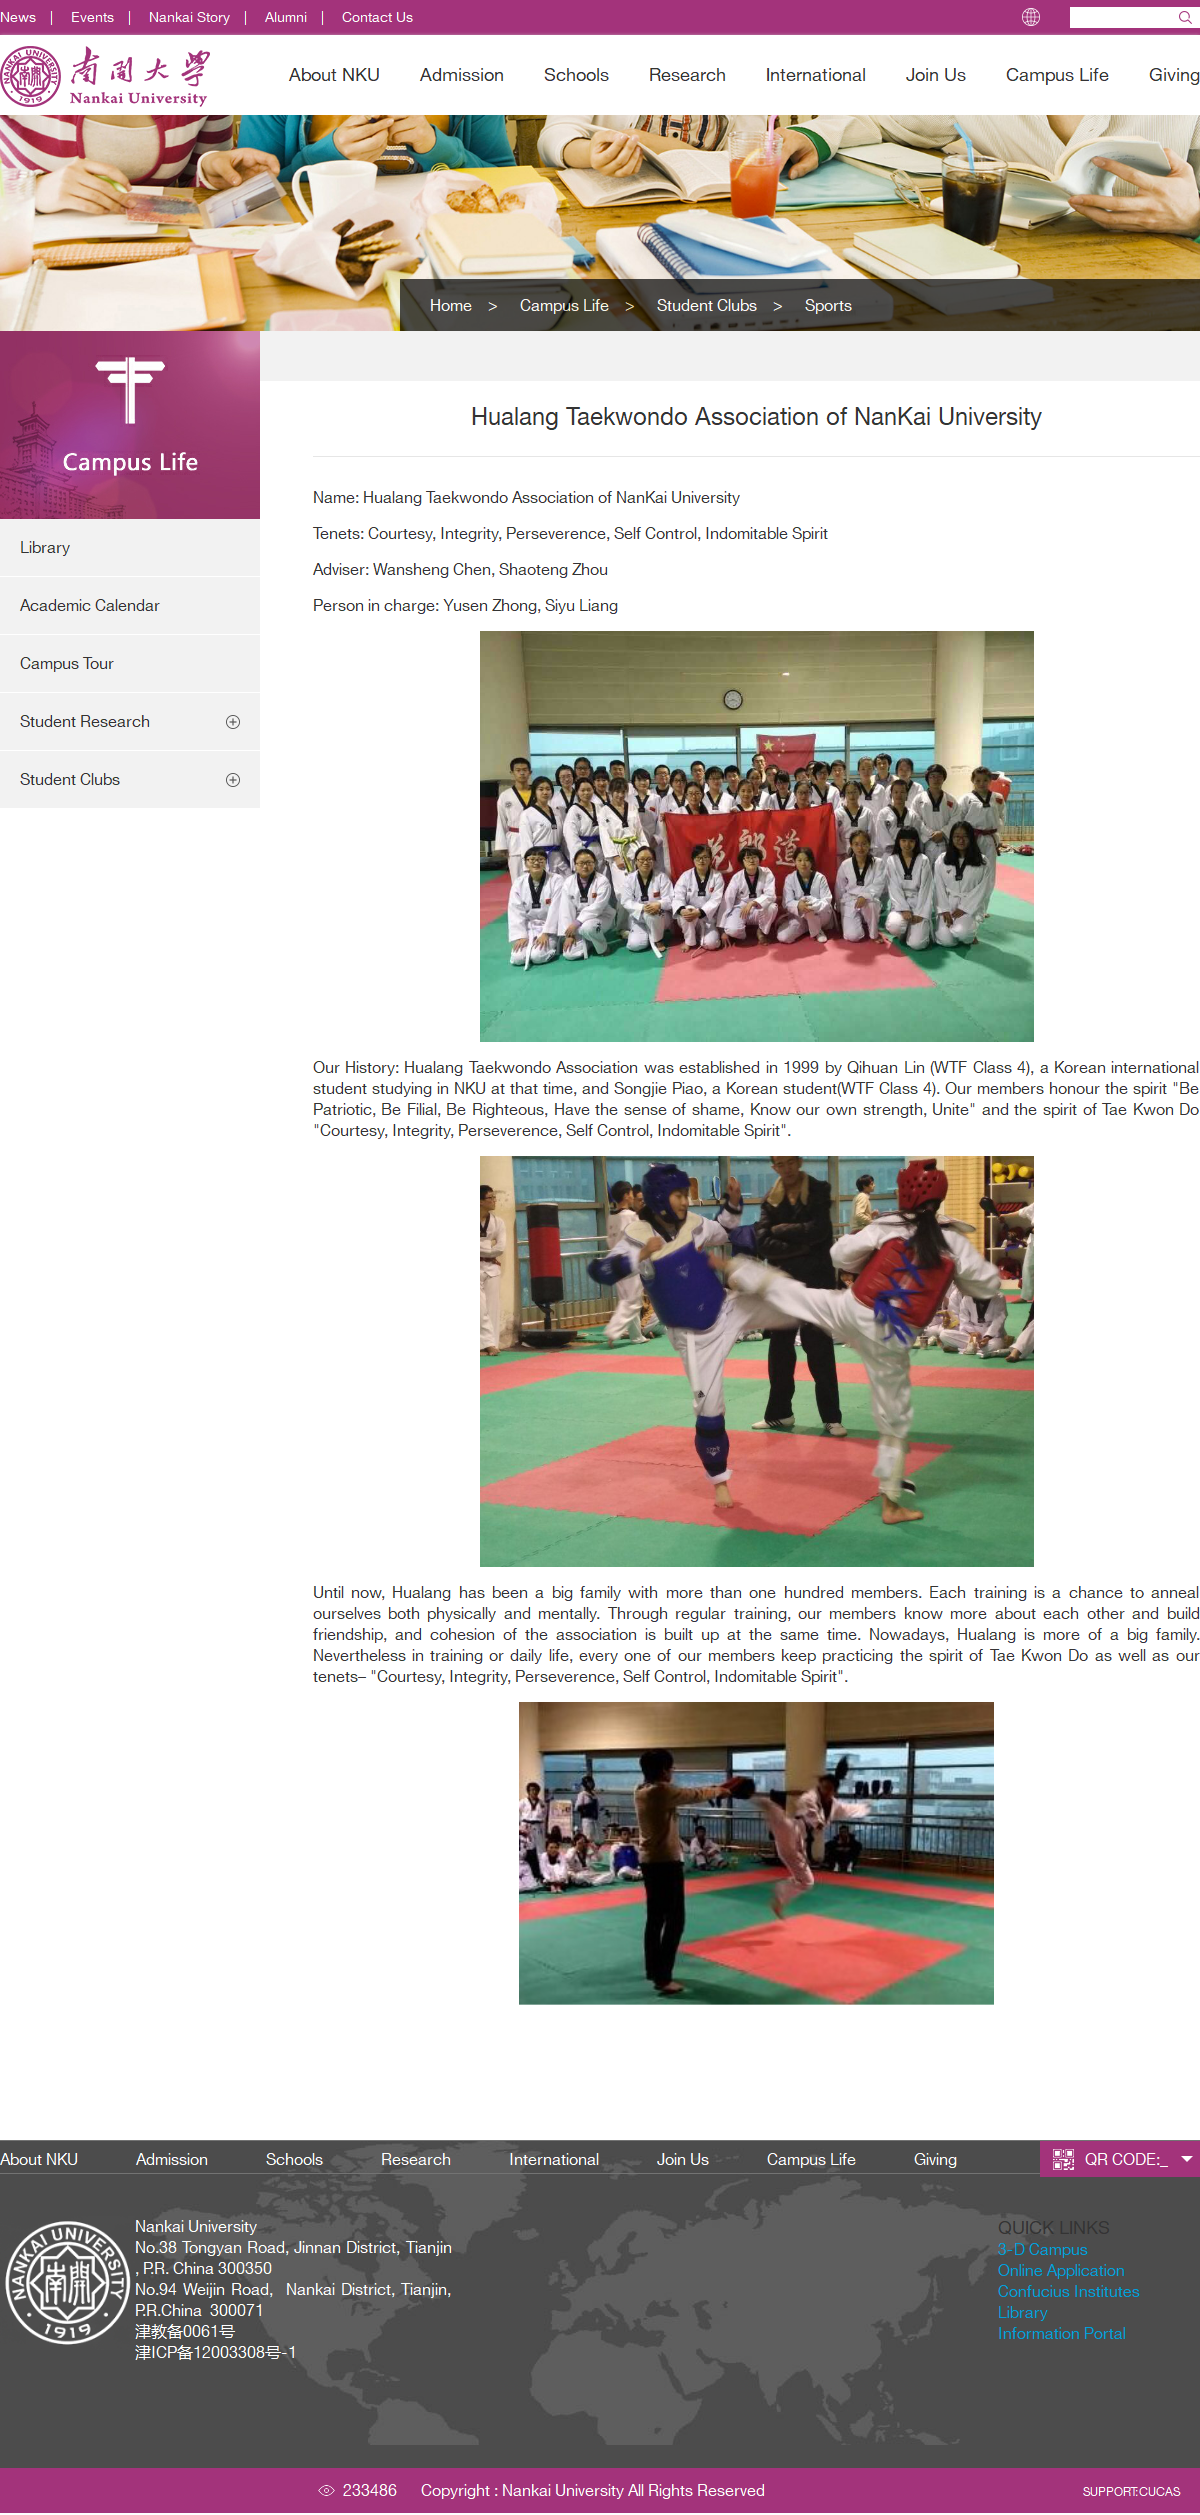 News | Events | Nankai Story | Alumni | Contact Us
NANKAI UNIVERSITY
南開
1919
南開大學
Nankai University
About NKU Admission Schools Research International Join Us Campus Life Giving
Home > Campus Life > Student Clubs > Sports
Campus Life
Library
Academic Calendar
Campus Tour
Student Research
Student Clubs
Hualang Taekwondo Association of NanKai University
Name: Hualang Taekwondo Association of NanKai University
Tenets: Courtesy, Integrity, Perseverence, Self Control, Indomitable Spirit
Adviser: Wansheng Chen, Shaoteng Zhou
Person in charge: Yusen Zhong, Siyu Liang
花郎道
Our History: Hualang Taekwondo Association was established in 1999 by Qihuan Lin (WTF Class 4), a Korean international
student studying in NKU at that time, and Songjie Piao, a Korean student(WTF Class 4). Our members honour the spirit "Be
Patriotic, Be Filial, Be Righteous, Have the sense of shame, Know our own strength, Unite" and the spirit of Tae Kwon Do
"Courtesy, Integrity, Perseverence, Self Control, Indomitable Spirit".
Until now, Hualang has been a big family with more than one hundred members. Each training is a chance to anneal
ourselves both physically and mentally. Through regular training, our members know more about each other and build
friendship, and cohesion of the association is built up at the same time. Nowadays, Hualang is more of a big family.
Nevertheless in training or daily life, every one of our members keep practicing the spirit of Tae Kwon Do as well as our
tenets– "Courtesy, Integrity, Perseverence, Self Control, Indomitable Spirit".
About NKU Admission Schools Research International Join Us Campus Life Giving QR CODE:_
NANKAI UNIVERSITY
南開
1919
Nankai University
No.38 Tongyan Road, Jinnan District, Tianjin
, P.R. China 300350
No.94 Weijin Road, Nankai District, Tianjin,
P.R.China 300071
津教备0061号
津ICP备12003308号-1
QUICK LINKS
3-D Campus
Online Application
Confucius Institutes
Library
Information Portal
233486 Copyright : Nankai University All Rights Reserved SUPPORT:CUCAS